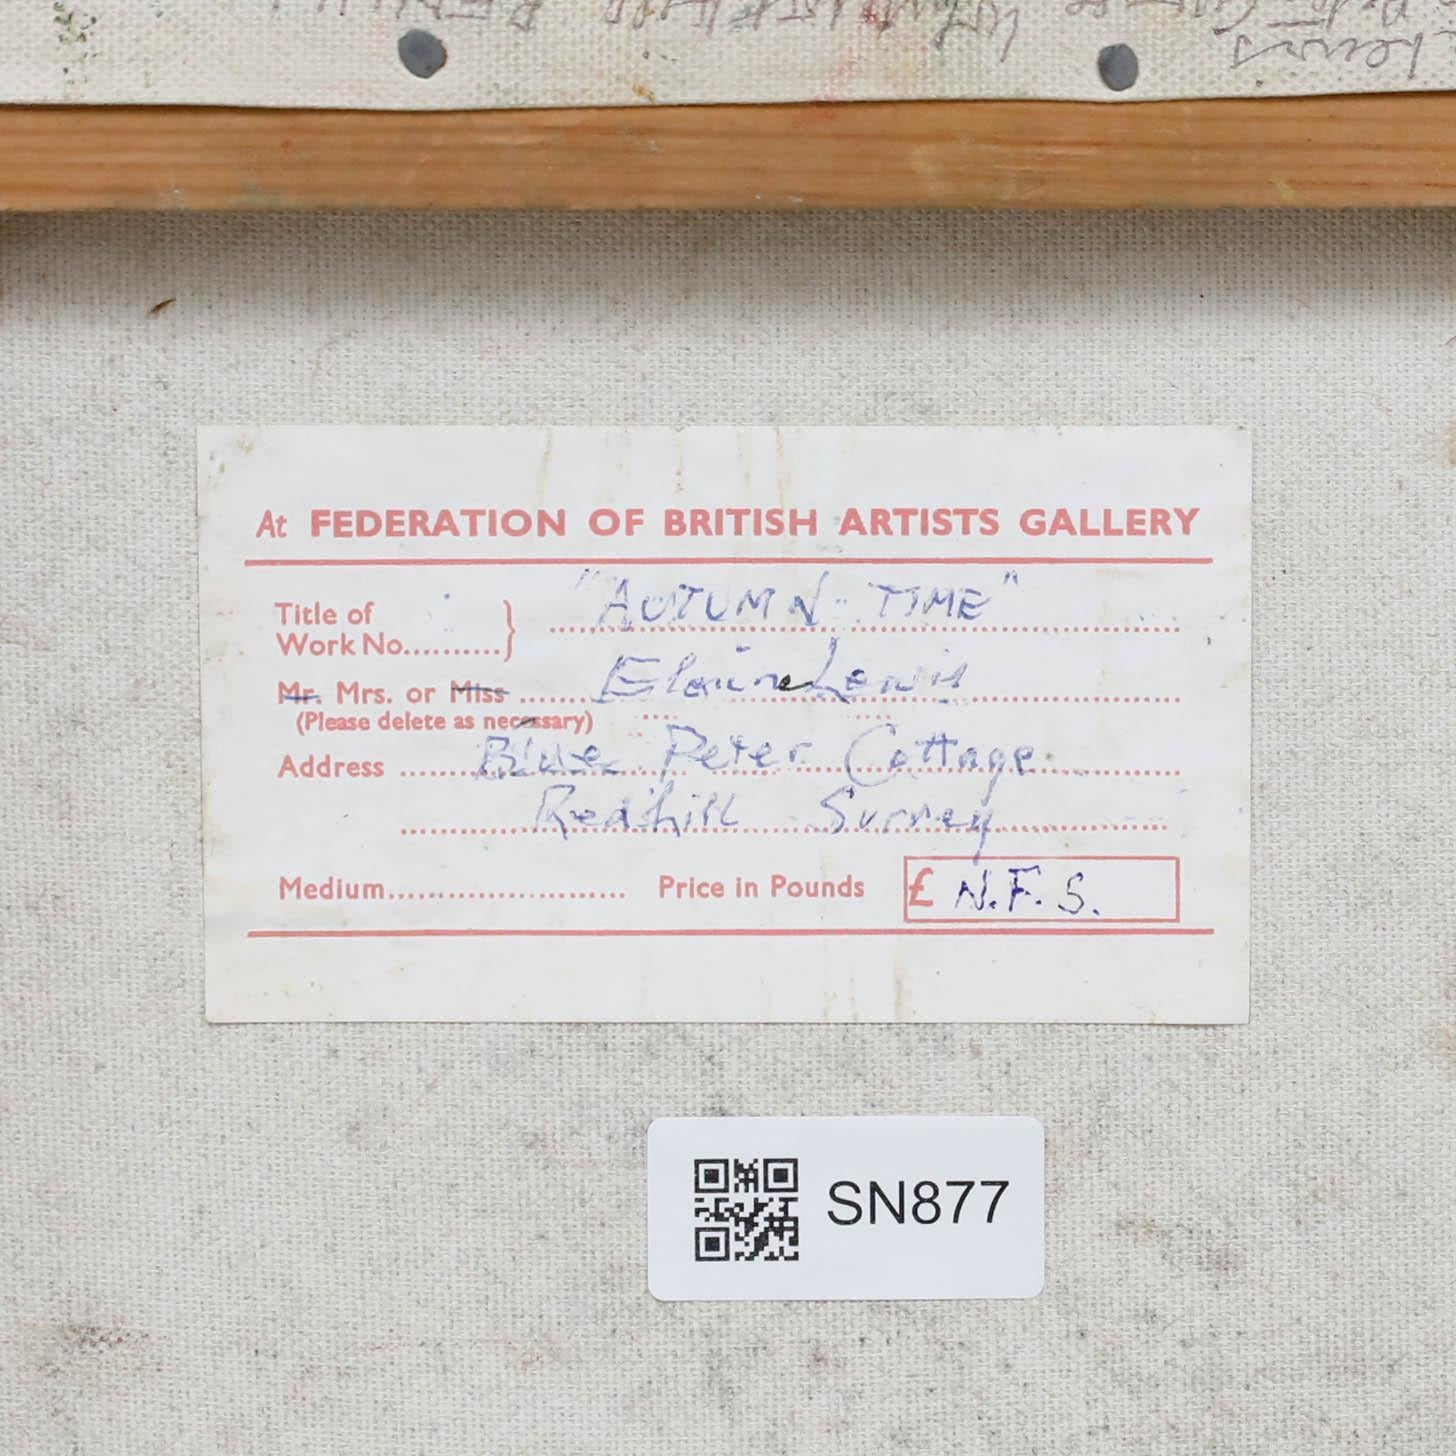 Lewis
At FEDERATION OF BRITISH ARTISTS GALLERY
Title of
Work No..........
"AUTUMN TIME"
Mr. Mrs. or Miss ...... Elaine Lewis
(Please delete as necessary)
Address ...... Blue Peter Cottage
Redhill Surrey
Medium........................ Price in Pounds £ N.F.S.
SN877